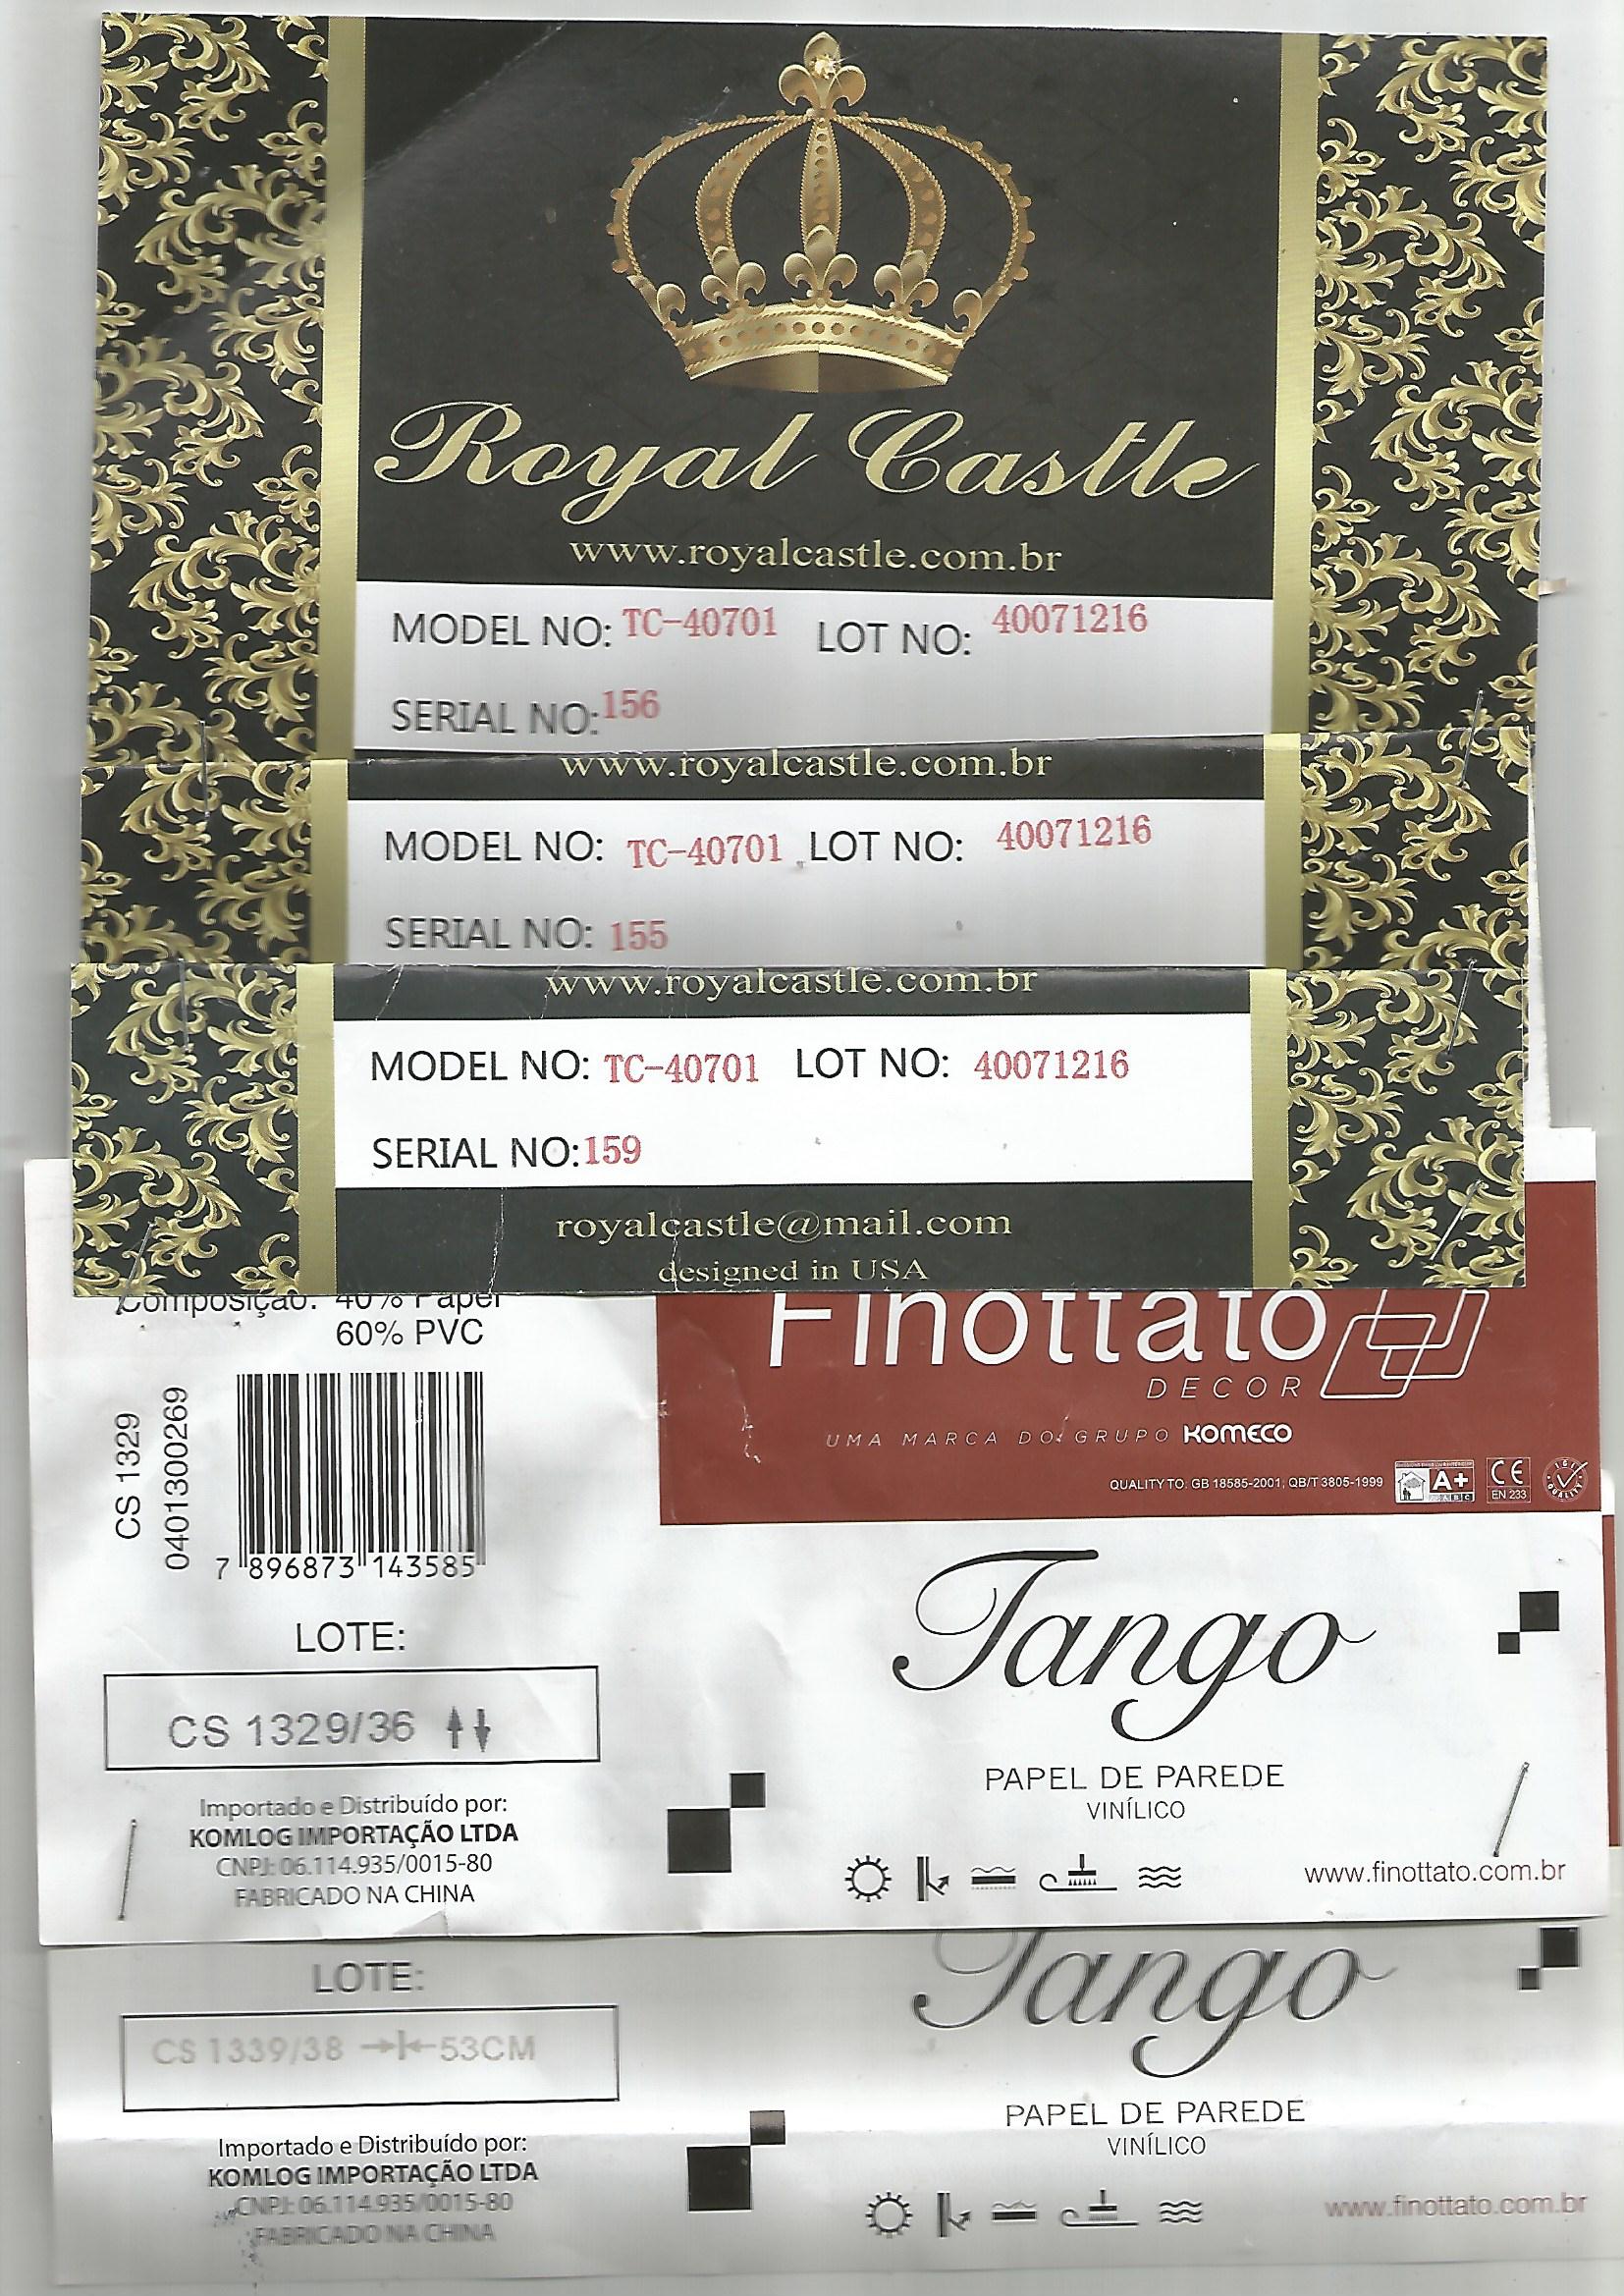 Royal Castle
www.royalcastle.com.br
MODEL NO: TC-40701 LOT NO: 40071216
SERIAL NO: 156
www.royalcastle.com.br
MODEL NO: TC-40701 LOT NO: 40071216
SERIAL NO: 155
www.royalcastle.com.br
MODEL NO: TC-40701 LOT NO: 40071216
SERIAL NO: 159
royalcastle@mail.com
designed in USA
Composição: 40% Papel
60% PVC
CS 1329
0401300269
7 896873 143585
LOTE:
CS 1329/36
Importado e Distribuído por:
KOMLOG IMPORTAÇÃO LTDA
CNPJ: 06.114.935/0015-80
FABRICADO NA CHINA
Finottato
DECOR
UMA MARCA DO GRUPO KOMECO
QUALITY TO: GB 18585-2001; QB/T 3805-1999
A+
CE
EN 233
Tango
PAPEL DE PAREDE
VINÍLICO
www.finottato.com.br
LOTE:
CS 1339/38 53CM
Importado e Distribuído por:
KOMLOG IMPORTAÇÃO LTDA
CNPJ: 06.114.935/0015-80
FABRICADO NA CHINA
Tango
PAPEL DE PAREDE
VINÍLICO
www.finottato.com.br